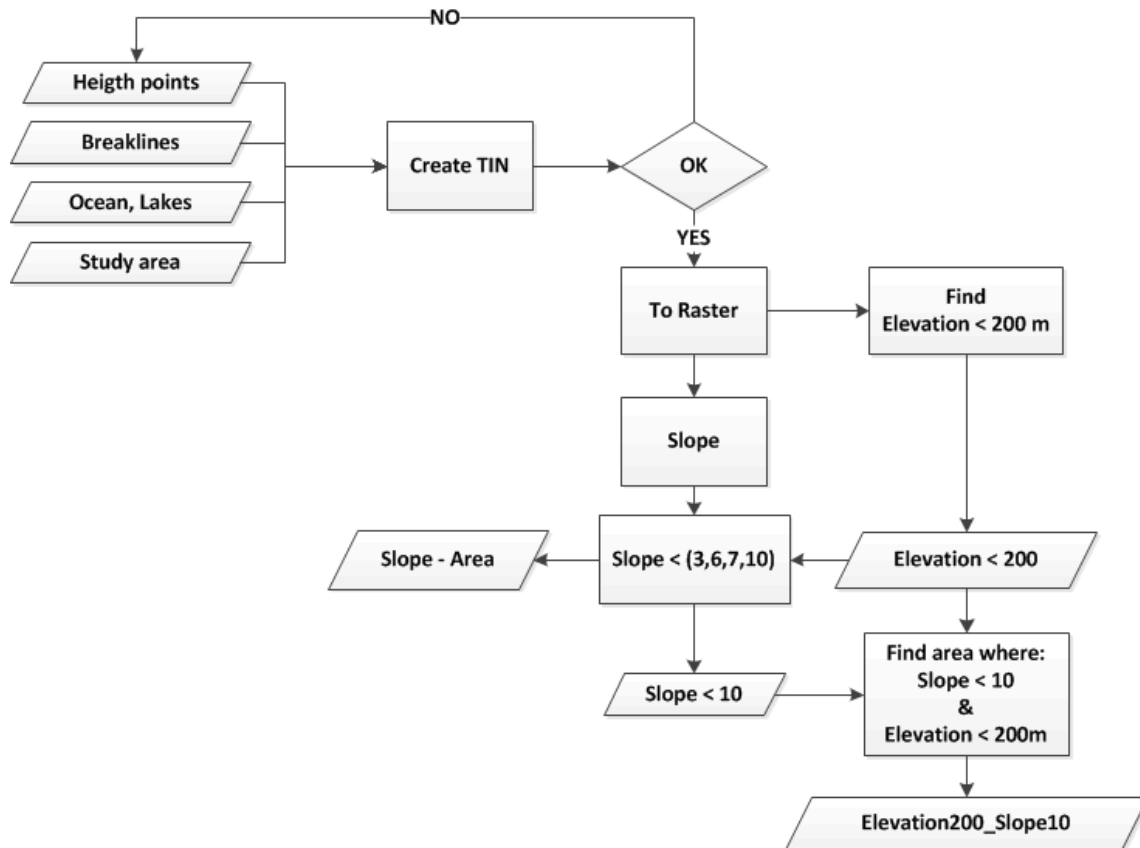 NO
Heigth points
Breaklines
Ocean, Lakes
Study area
Create TIN
OK
YES
To Raster
Find
Elevation < 200 m
Slope
Slope - Area
Slope < (3,6,7,10)
Elevation < 200
Slope < 10
Find area where:
Slope < 10
&
Elevation < 200m
Elevation200_Slope10